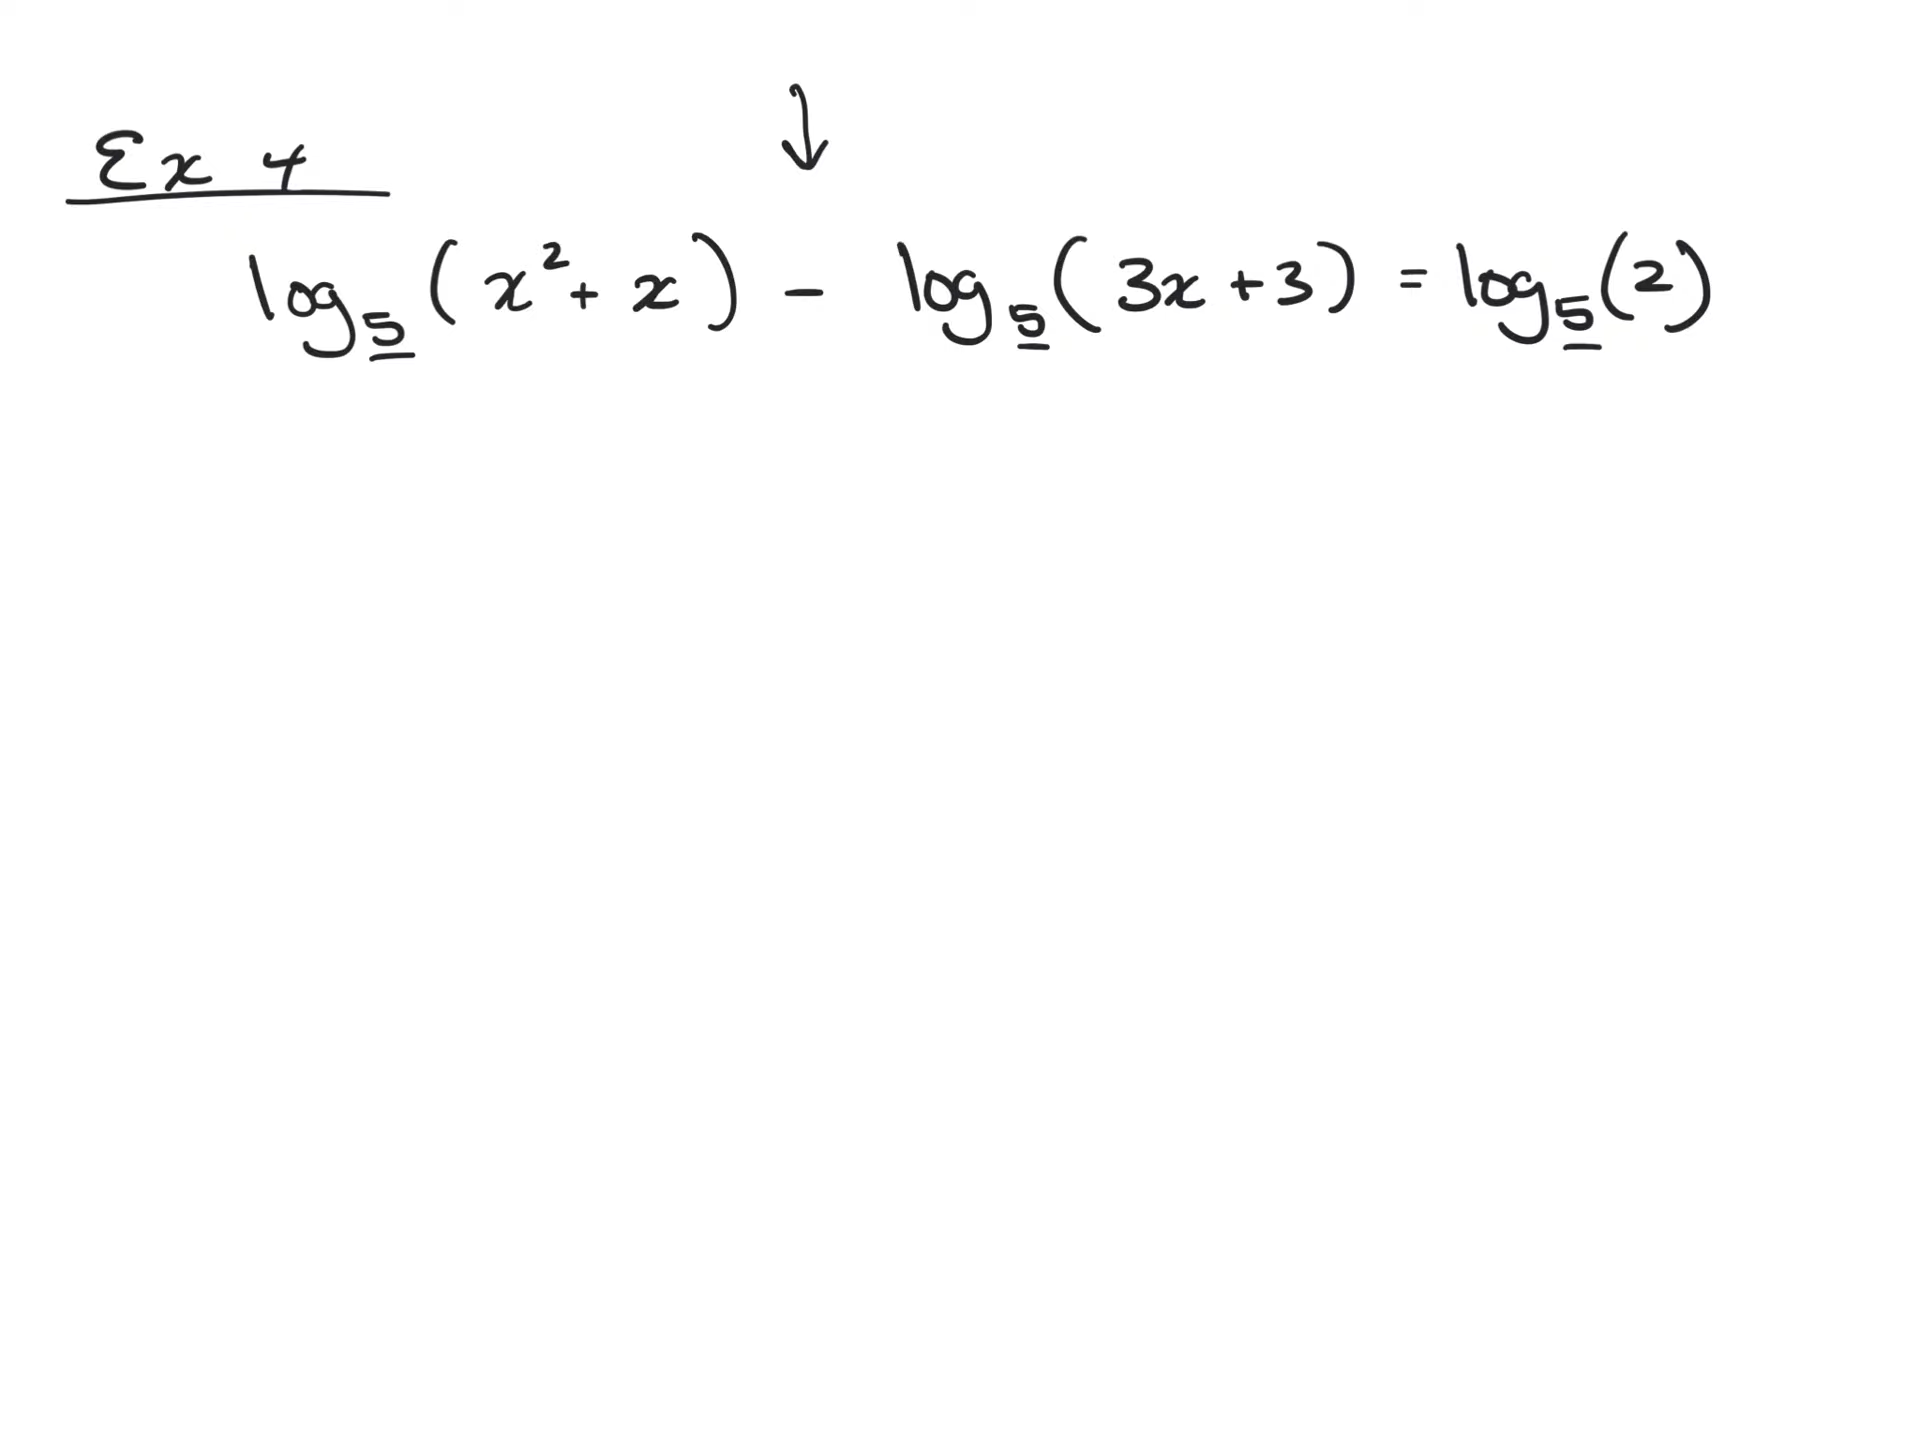 Ex 4
log₅(x² + x) - log₅(3x + 3) = log₅(2)